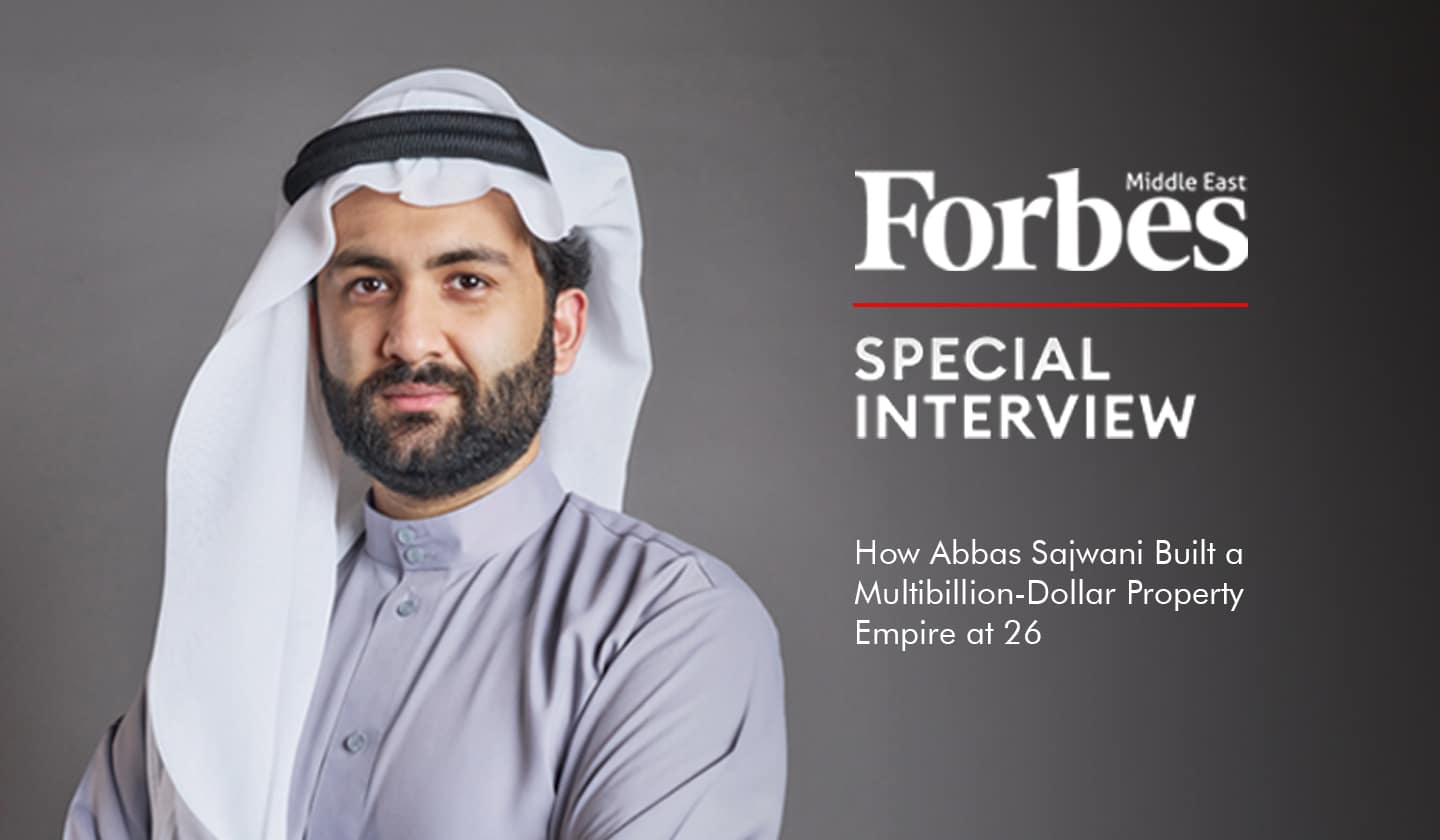 Middle East
Forbes
SPECIAL
INTERVIEW
How Abbas Sajwani Built a
Multibillion-Dollar Property
Empire at 26